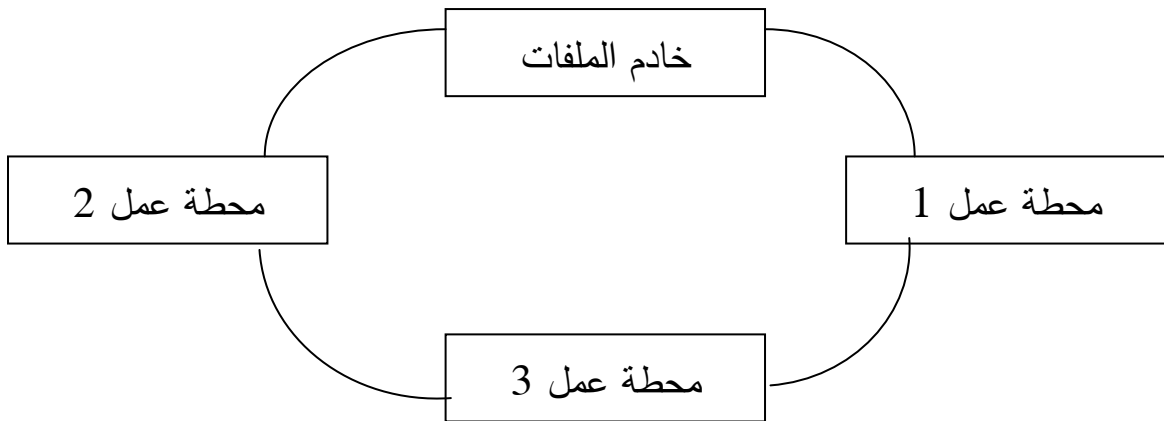 خادم الملفات
محطة عمل 1
محطة عمل 2
محطة عمل 3